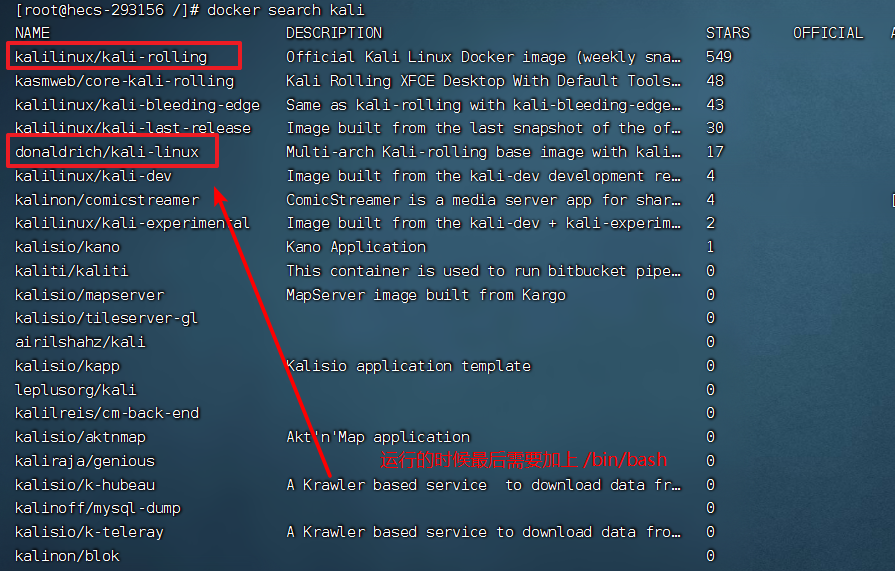 [root@hecs-293156 /]# docker search kali
NAME DESCRIPTION STARS OFFICIAL A
kalilinux/kali-rolling Official Kali Linux Docker image (weekly sna… 549
kasmweb/core-kali-rolling Kali Rolling XFCE Desktop With Default Tools… 48
kalilinux/kali-bleeding-edge Same as kali-rolling with kali-bleeding-edge… 43
kalilinux/kali-last-release Image built from the last snapshot of the of… 30
donaldrich/kali-linux Multi-arch Kali-rolling base image with kali… 17
kalilinux/kali-dev Image built from the kali-dev development re… 4
kalinon/comicstreamer ComicStreamer is a media server app for shar… 4 [
kalilinux/kali-experimental Image built from the kali-dev + kali-experim… 2
kalisio/kano Kano Application 1
kaliti/kaliti This container is used to run bitbucket pipe… 0
kalisio/mapserver MapServer image built from Kargo 0
kalisio/tileserver-gl 0
airilshahz/kali 0
kalisio/kapp Kalisio application template 0
leplusorg/kali 0
kalilreis/cm-back-end 0
kalisio/aktnmap Akt'n'Map application 0
kaliraja/genious 0
运行的时候最后需要加上 /bin/bash
kalisio/k-hubeau A Krawler based service  to download data fr… 0
kalinoff/mysql-dump 0
kalisio/k-teleray A Krawler based service to download data fro… 0
kalinon/blok 0